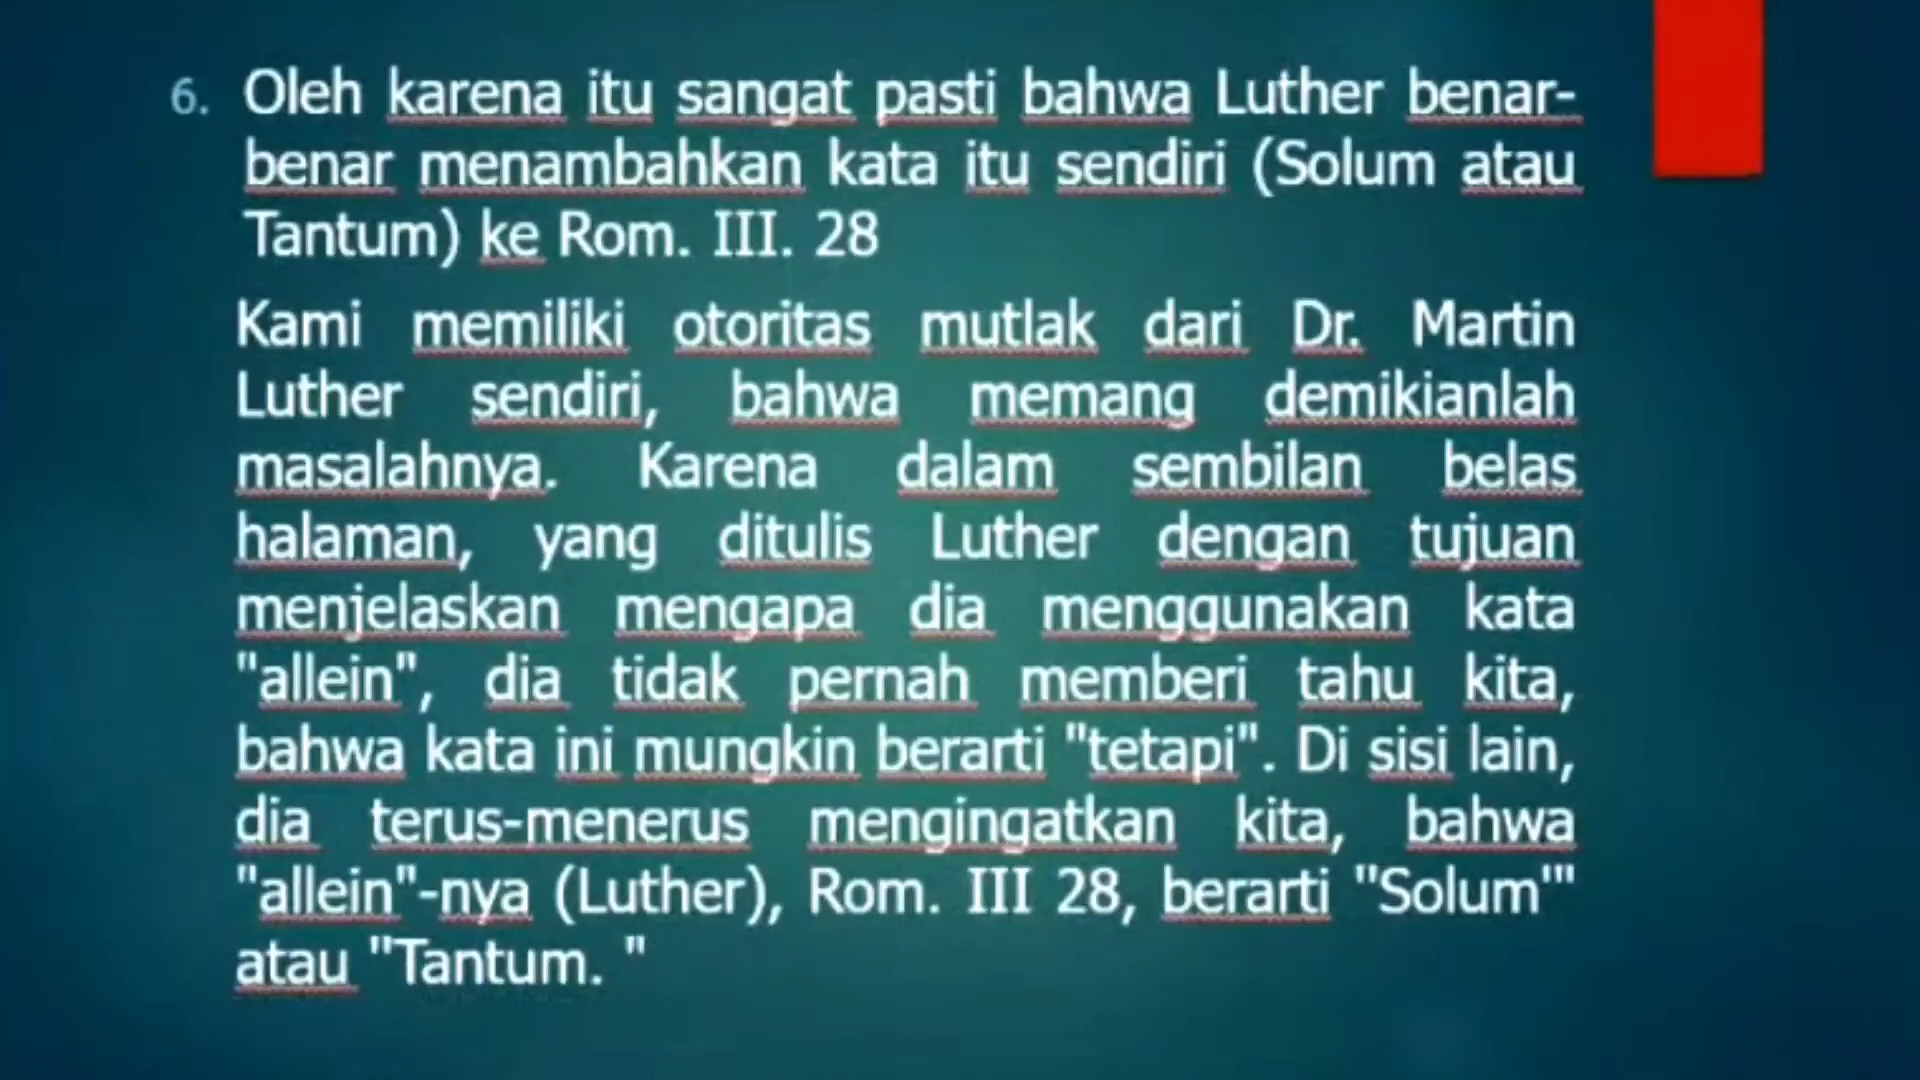 6. Oleh karena itu sangat pasti bahwa Luther benar-
benar menambahkan kata itu sendiri (Solum atau
Tantum) ke Rom. III. 28
Kami memiliki otoritas mutlak dari Dr. Martin
Luther sendiri, bahwa memang demikianlah
masalahnya. Karena dalam sembilan belas
halaman, yang ditulis Luther dengan tujuan
menjelaskan mengapa dia menggunakan kata
"allein", dia tidak pernah memberi tahu kita,
bahwa kata ini mungkin berarti "tetapi". Di sisi lain,
dia terus-menerus mengingatkan kita, bahwa
"allein"-nya (Luther), Rom. III 28, berarti "Solum'"
atau "Tantum. "